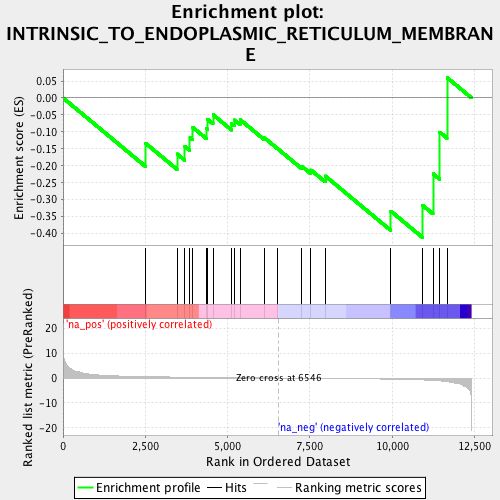 Enrichment plot:
INTRINSIC_TO_ENDOPLASMIC_RETICULUM_MEMBRAN
E
Enrichment score (ES)
0.05
0.00
-0.05
-0.10
-0.15
-0.20
-0.25
-0.30
-0.35
-0.40
'na_pos' (positively correlated)
Ranked list metric (PreRanked)
20
10
0
-10
-20
Zero cross at 6546
'na_neg' (negatively correlated)
0
2,500
5,000
7,500
10,000
12,500
Rank in Ordered Dataset
Enrichment profile
Hits
Ranking metric scores